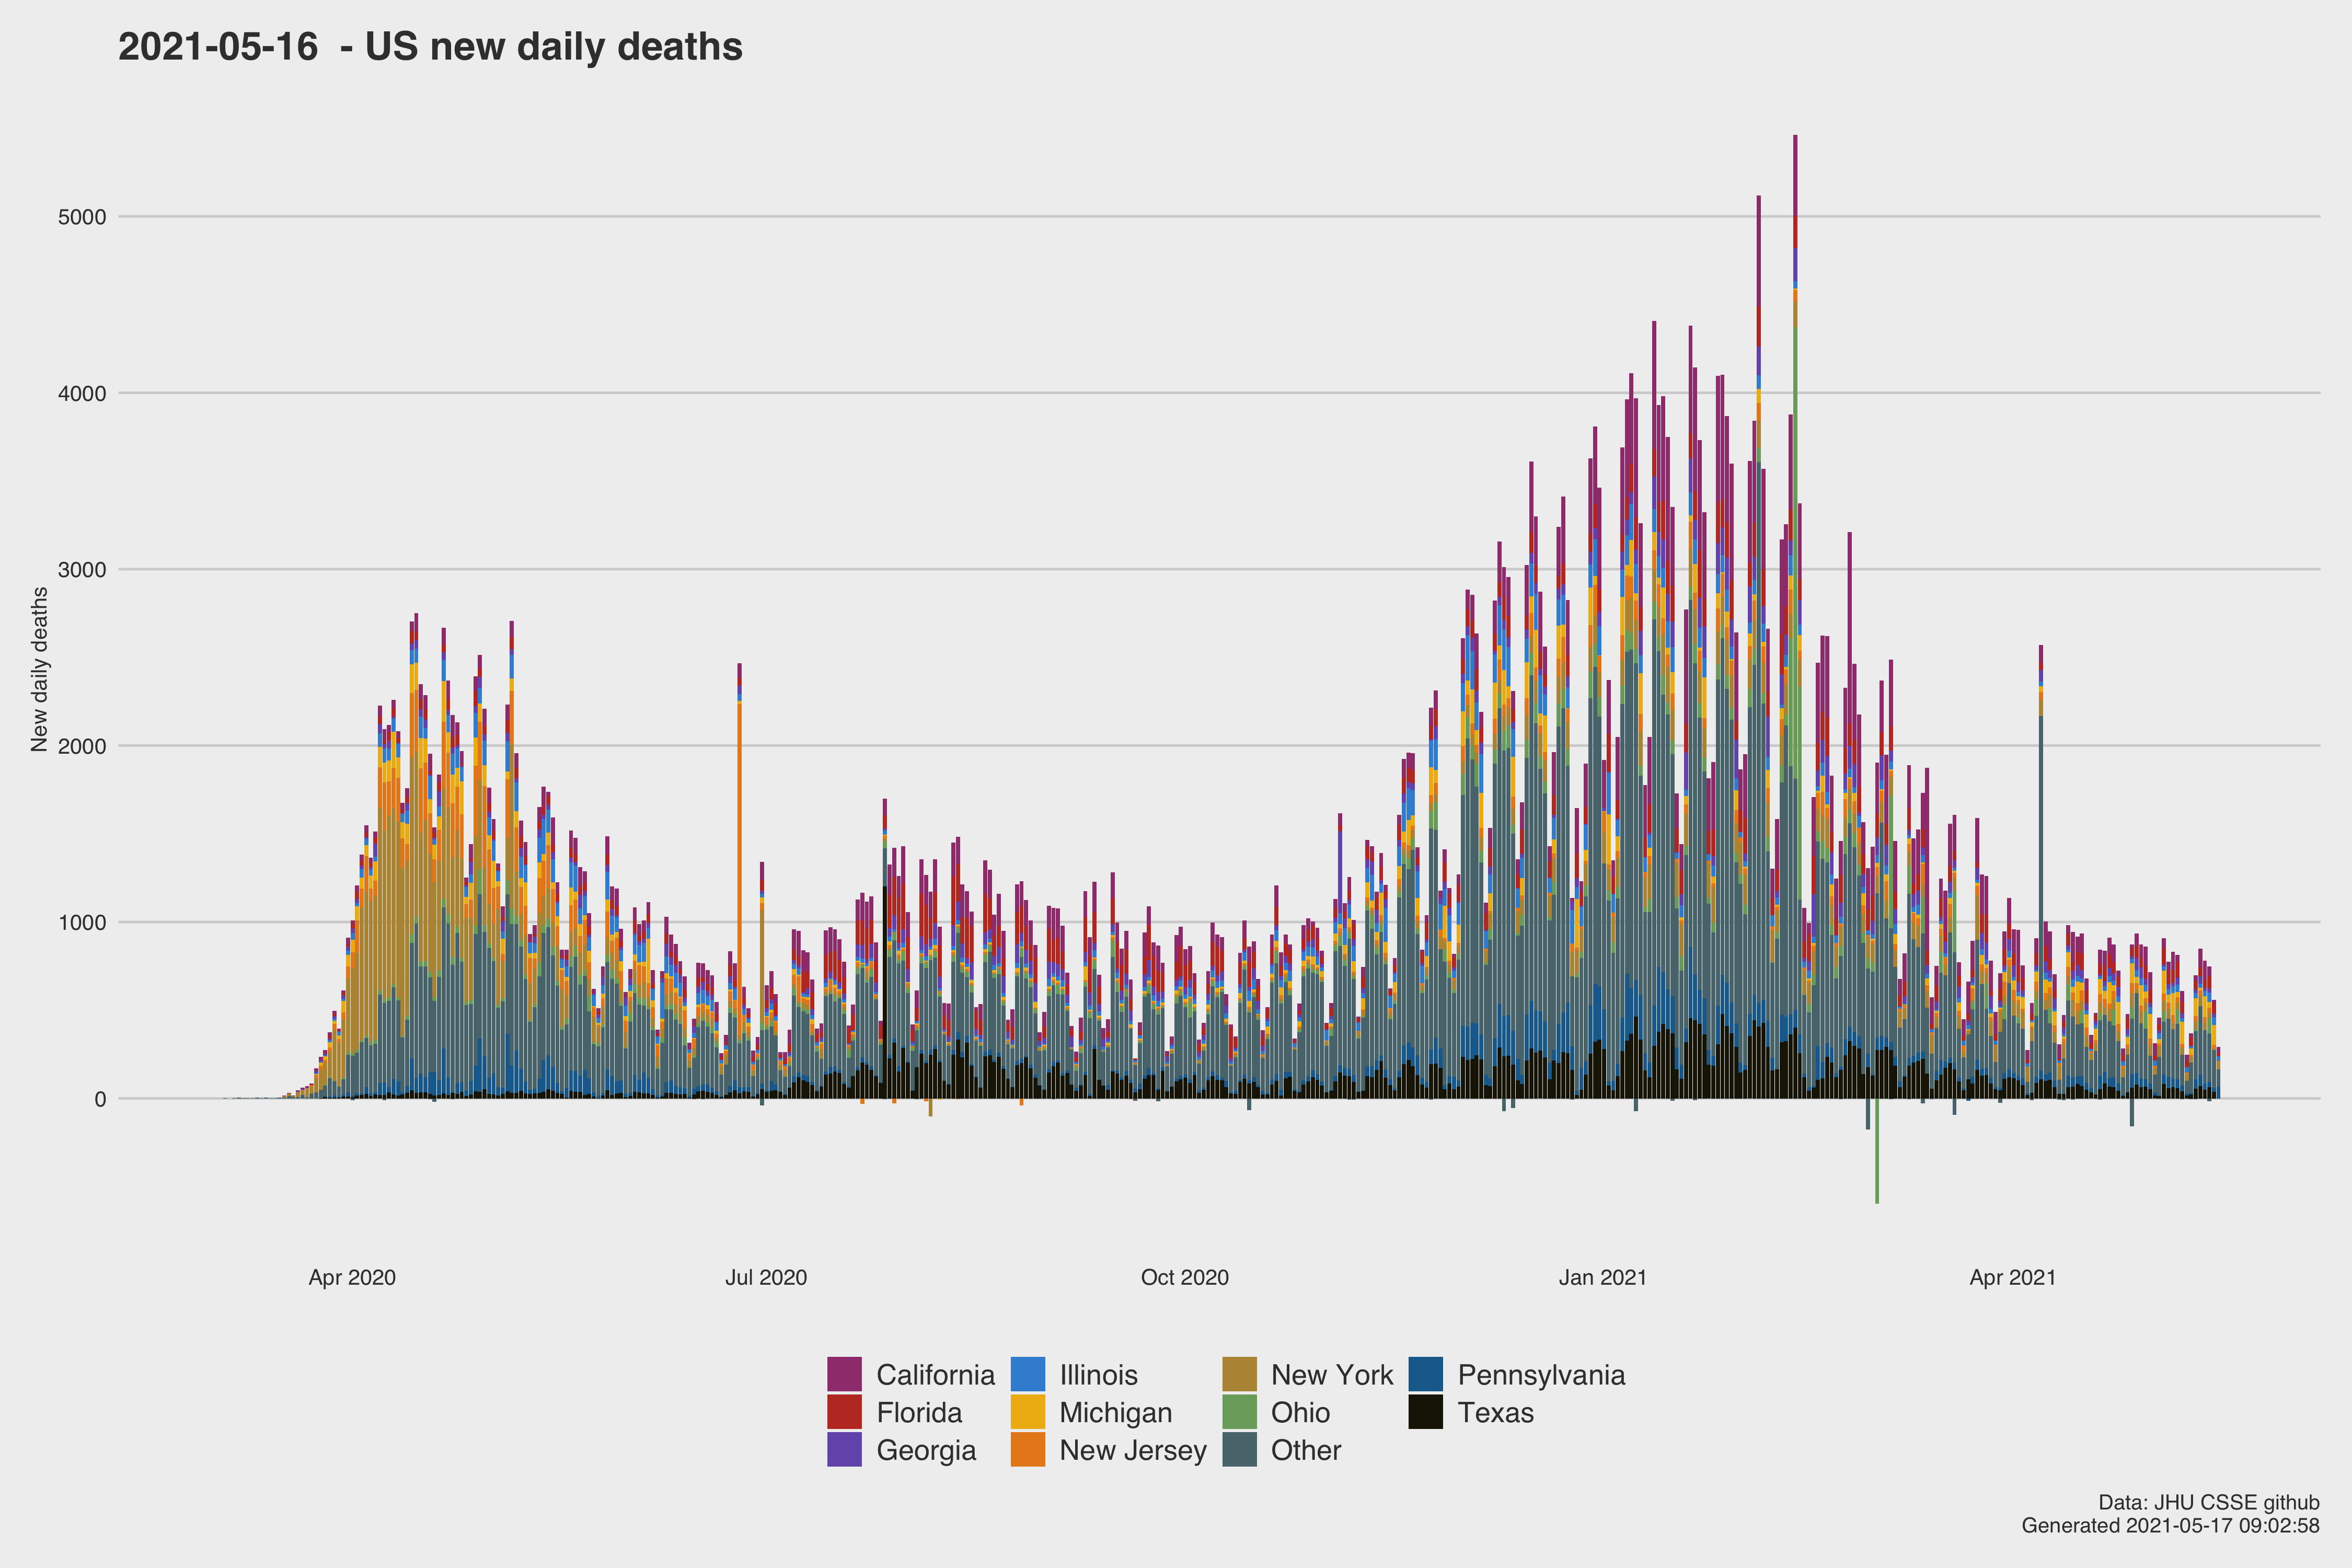 2021-05-16  - US new daily deaths
New daily deaths
5000
4000
3000
2000
1000
0
Apr 2020
Jul 2020
Oct 2020
Jan 2021
Apr 2021
California
Florida
Georgia
Illinois
Michigan
New Jersey
New York
Ohio
Other
Pennsylvania
Texas
Data: JHU CSSE github
Generated 2021-05-17 09:02:58